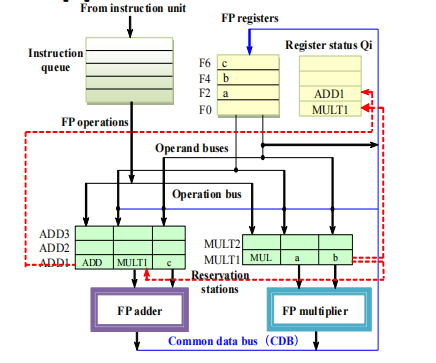 From instruction unit
FP registers
Instruction queue
Register status Qi
F6 c
F4 b
F2 a
F0
ADD1
MULT1
FP operations
Operand buses
Operation bus
ADD3
ADD2
ADD1 ADD MULT1 c
MULT2
MULT1 MUL a b
Reservation stations
FP adder
FP multiplier
Common data bus（CDB）